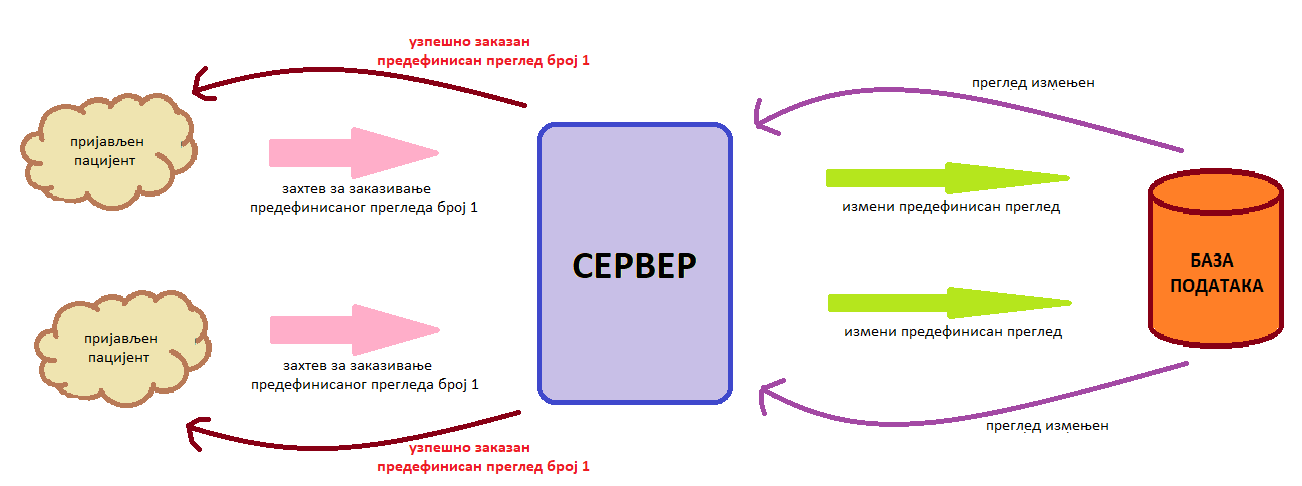 узпешно заказан
предефинисан преглед број 1
преглед измењен
пријављен
пацијент
захтев за заказивање
предефинисаног прегледа број 1
измени предефинисан преглед
СЕРВЕР
БАЗА
ПОДАТАКА
пријављен
пацијент
захтев за заказивање
предефинисаног прегледа број 1
измени предефинисан преглед
преглед измењен
узпешно заказан
предефинисан преглед број 1